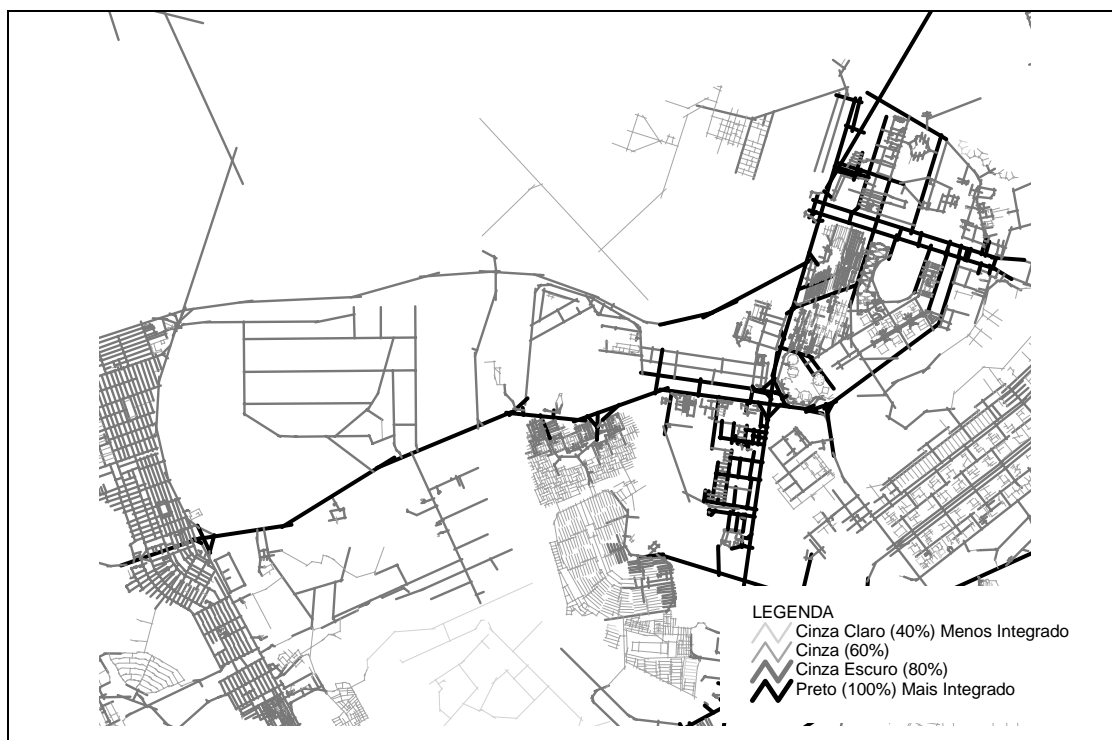 LEGENDA
Cinza Claro (40%) Menos Integrado
Cinza (60%)
Cinza Escuro (80%)
Preto (100%) Mais Integrado